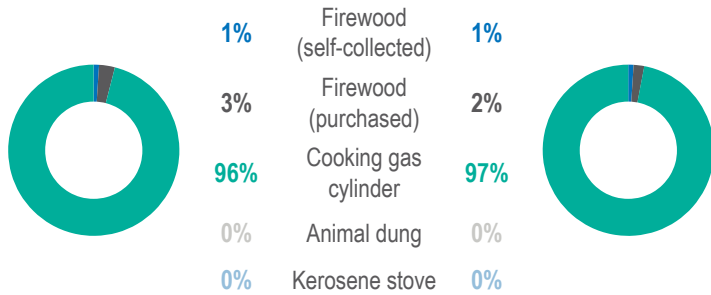 1% Firewood 1%
(self-collected)
3% Firewood 2%
(purchased)
96% Cooking gas 97%
cylinder
0% Animal dung 0%
0% Kerosene stove 0%